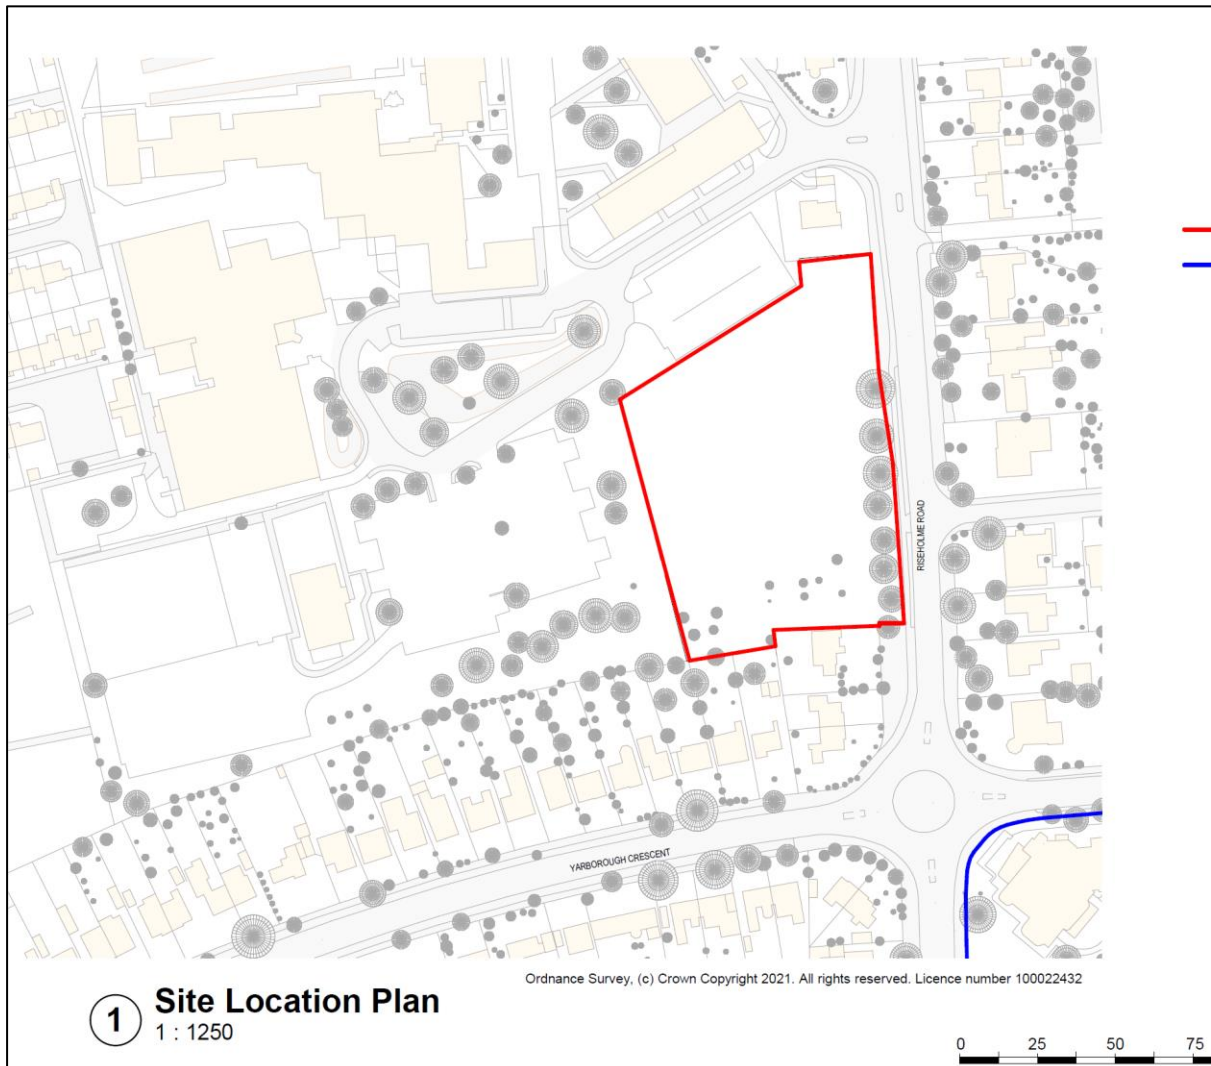 RISEHOLME ROAD
YARBOROUGH CRESCENT
Ordnance Survey, (c) Crown Copyright 2021. All rights reserved. Licence number 100022432
1 Site Location Plan
1 : 1250
0 25 50 75